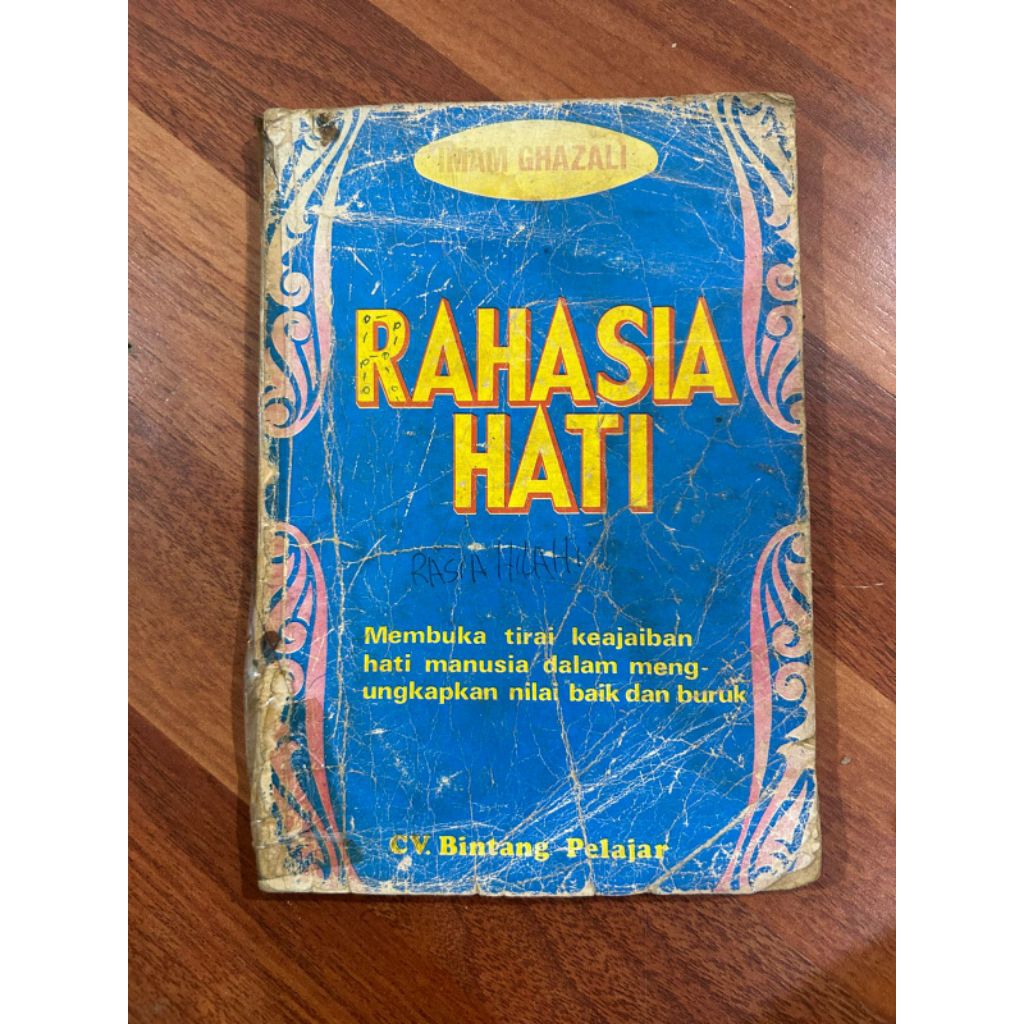 IMAM GHAZALI
RAHASIA
HATI
Membuka tirai keajaiban
hati manusia dalam meng-
ungkapkan nilai baik dan buruk
CV. Bintang Pelajar